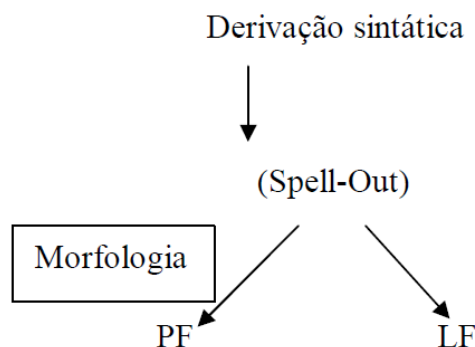 Derivação sintática
(Spell-Out)
Morfologia
PF
LF